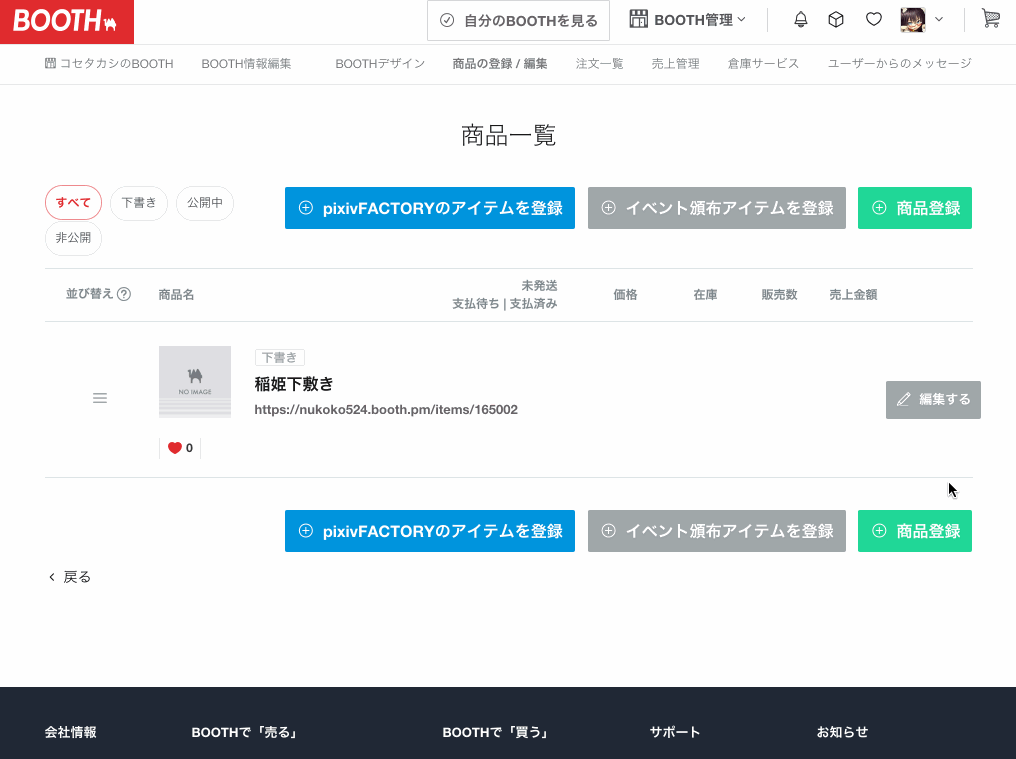 BOOTH
自分のBOOTHを見る
BOOTH管理
コセタカシのBOOTH
BOOTH情報編集
BOOTHデザイン
商品の登録 / 編集
注文一覧
売上管理
倉庫サービス
ユーザーからのメッセージ
商品一覧
すべて
下書き
公開中
非公開
pixivFACTORYのアイテムを登録
イベント頒布アイテムを登録
商品登録
並び替え ?
商品名
未発送
支払待ち | 支払済み
価格
在庫
販売数
売上金額
NO IMAGE
下書き
稲姫下敷き
https://nukoko524.booth.pm/items/165002
0
編集する
pixivFACTORYのアイテムを登録
イベント頒布アイテムを登録
商品登録
戻る
会社情報
BOOTHで「売る」
BOOTHで「買う」
サポート
お知らせ